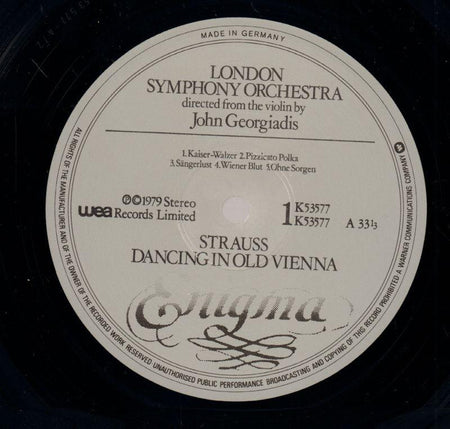 MADE IN GERMANY
LONDON
SYMPHONY ORCHESTRA
directed from the violin by
John Georgiadis
1.Kaiser-Walzer 2.Pizzicato Polka
3.Sängerlust 4.Wiener Blut 5.Ohne Sorgen
wea
℗©1979 Stereo
Records Limited
1 K53577
K53577
A 33⅓
STRAUSS
DANCING IN OLD VIENNA
Enigma
ALL RIGHTS OF THE MANUFACTURER AND OF THE OWNER OF THE RECORDED WORK RESERVED UNAUTHORISED PUBLIC PERFORMANCE BROADCASTING AND COPYING OF THIS RECORD PROHIBITED A WARNER COMMUNICATIONS COMPANY